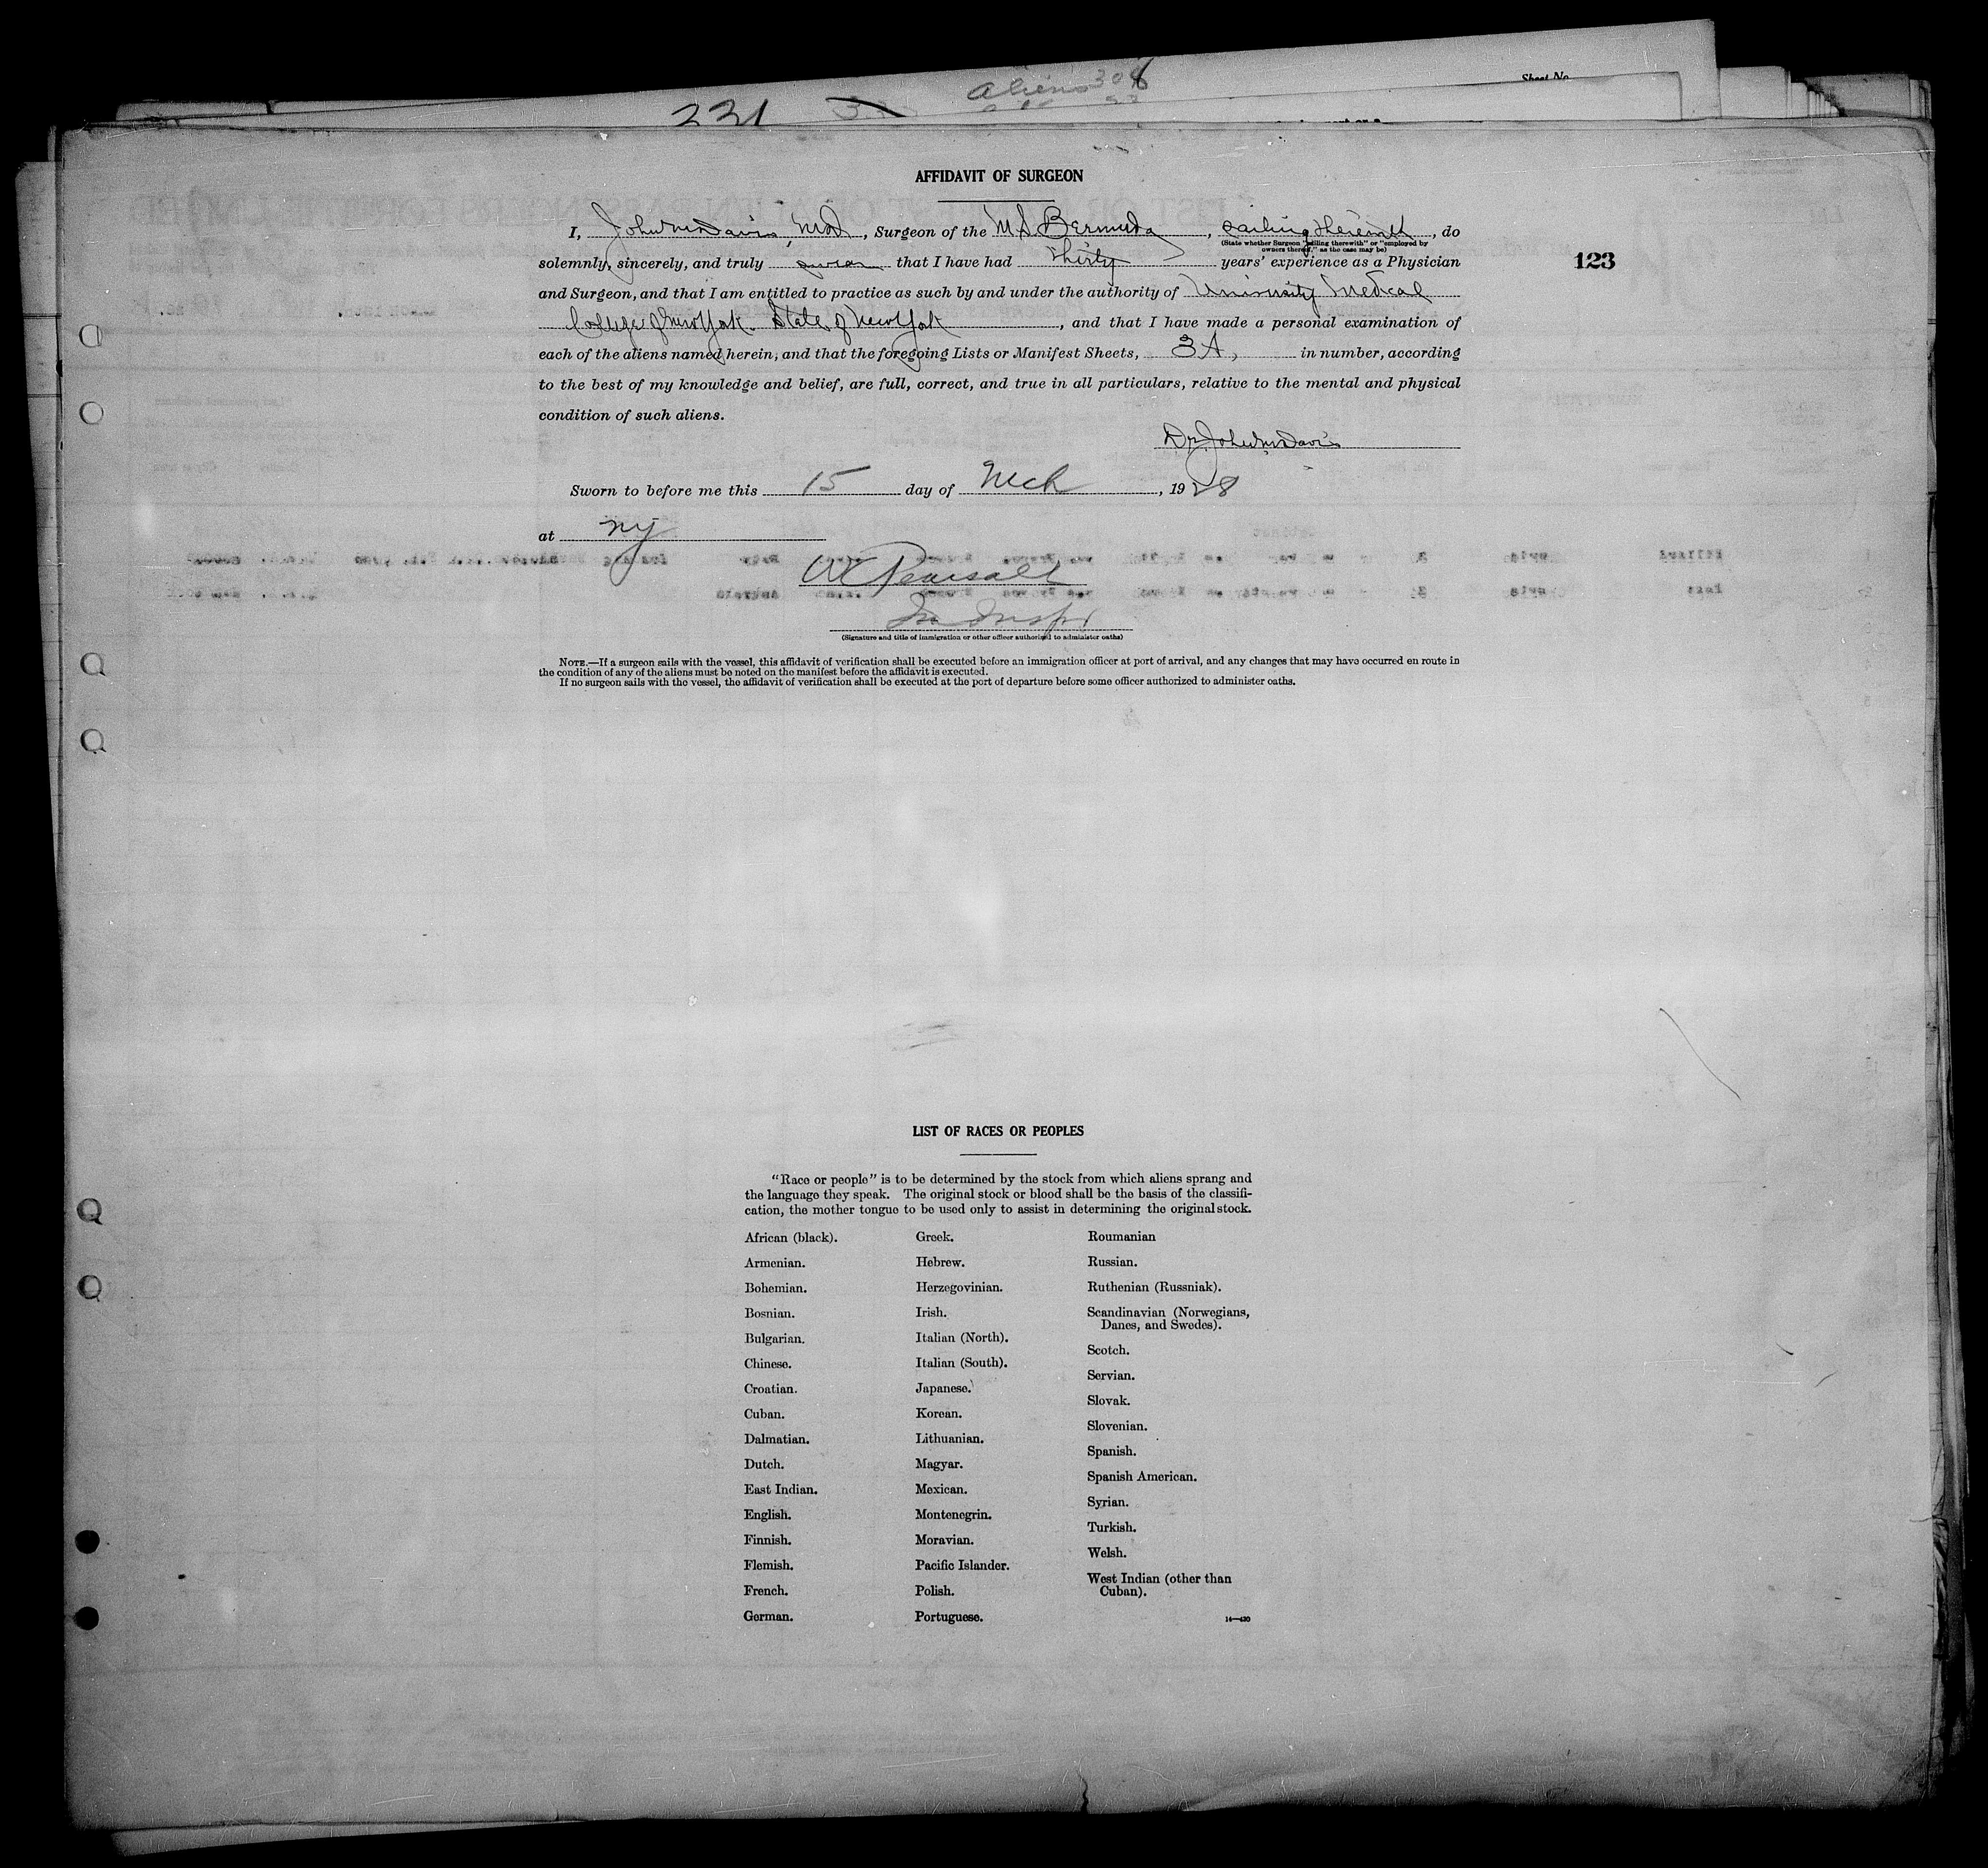 Sheet No.
aliens 308
221
AFFIDAVIT OF SURGEON
I, John M Davis, MD, Surgeon of the M.S. Bermuda, sailing therewith, do
(State whether Surgeon "sailing therewith" or "employed by
owners thereof," as the case may be)
solemnly, sincerely, and truly swear that I have had thirty years' experience as a Physician
123
and Surgeon, and that I am entitled to practice as such by and under the authority of University Medical
College of New York. State of New York, and that I have made a personal examination of
each of the aliens named herein, and that the foregoing Lists or Manifest Sheets, 3A, in number, according
to the best of my knowledge and belief, are full, correct, and true in all particulars, relative to the mental and physical
condition of such aliens.
Dr. John M Davis
Sworn to before me this 15 day of Mch, 1928
at NY
Pearsall
Im Inspr
(Signature and title of immigration or other officer authorized to administer oaths)
NOTE.—If a surgeon sails with the vessel, this affidavit of verification shall be executed before an immigration officer at port of arrival, and any changes that may have occurred en route in
the condition of any of the aliens must be noted on the manifest before the affidavit is executed.
If no surgeon sails with the vessel, the affidavit of verification shall be executed at the port of departure before some officer authorized to administer oaths.
LIST OF RACES OR PEOPLES
"Race or people" is to be determined by the stock from which aliens sprang and
the language they speak. The original stock or blood shall be the basis of the classifi-
cation, the mother tongue to be used only to assist in determining the original stock.
African (black).
Armenian.
Bohemian.
Bosnian.
Bulgarian.
Chinese.
Croatian.
Cuban.
Dalmatian.
Dutch.
East Indian.
English.
Finnish.
Flemish.
French.
German.
Greek.
Hebrew.
Herzegovinian.
Irish.
Italian (North).
Italian (South).
Japanese.
Korean.
Lithuanian.
Magyar.
Mexican.
Montenegrin.
Moravian.
Pacific Islander.
Polish.
Portuguese.
Roumanian
Russian.
Ruthenian (Russniak).
Scandinavian (Norwegians,
Danes, and Swedes).
Scotch.
Servian.
Slovak.
Slovenian.
Spanish.
Spanish American.
Syrian.
Turkish.
Welsh.
West Indian (other than
Cuban).
14—430